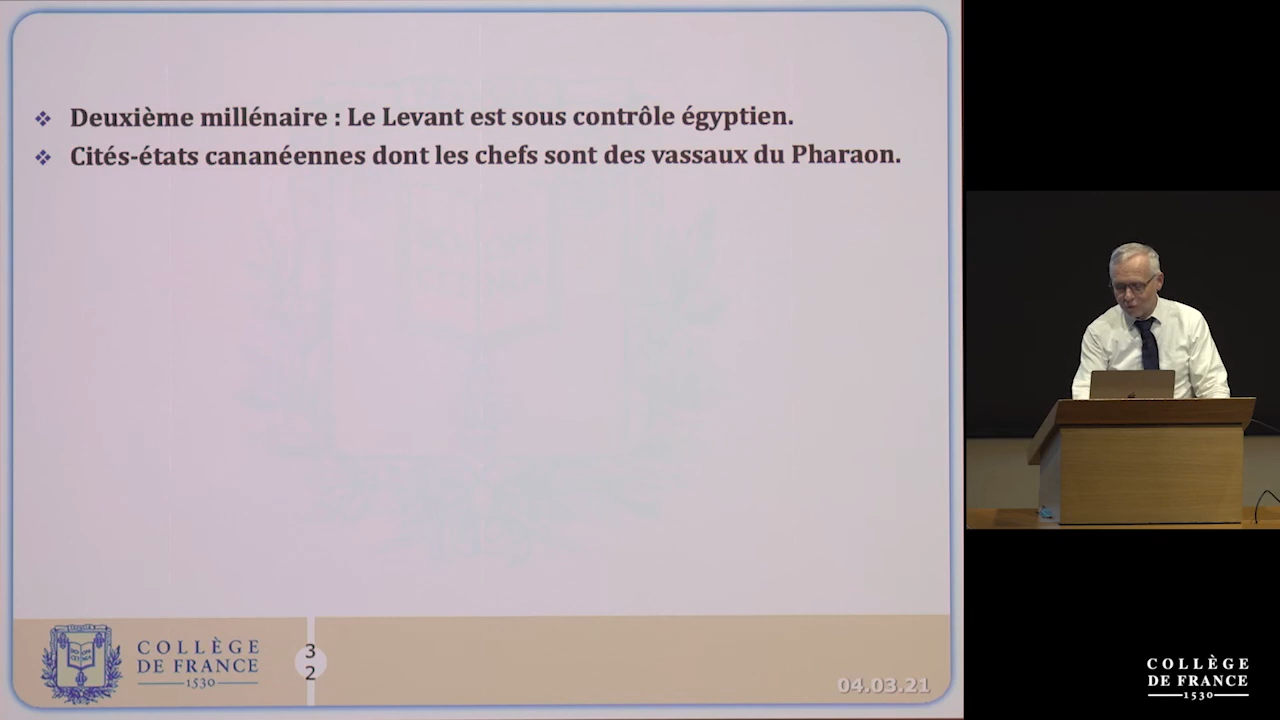 ❖ Deuxième millénaire : Le Levant est sous contrôle égyptien.
❖ Cités-états cananéennes dont les chefs sont des vassaux du Pharaon.
COLLÈGE
DE FRANCE
1530
3
2
04.03.21
COLLÈGE
DE FRANCE
1530